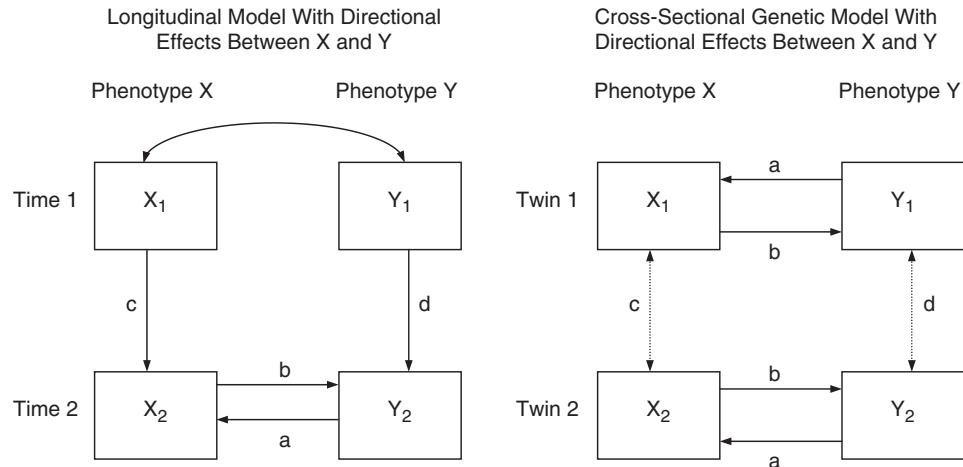 Longitudinal Model With Directional
Effects Between X and Y
Phenotype X
Phenotype Y
Time 1
X1
Y1
c
d
Time 2
X2
b
a
Y2
Cross-Sectional Genetic Model With
Directional Effects Between X and Y
Phenotype X
Phenotype Y
Twin 1
X1
a
b
Y1
c
d
Twin 2
X2
b
a
Y2